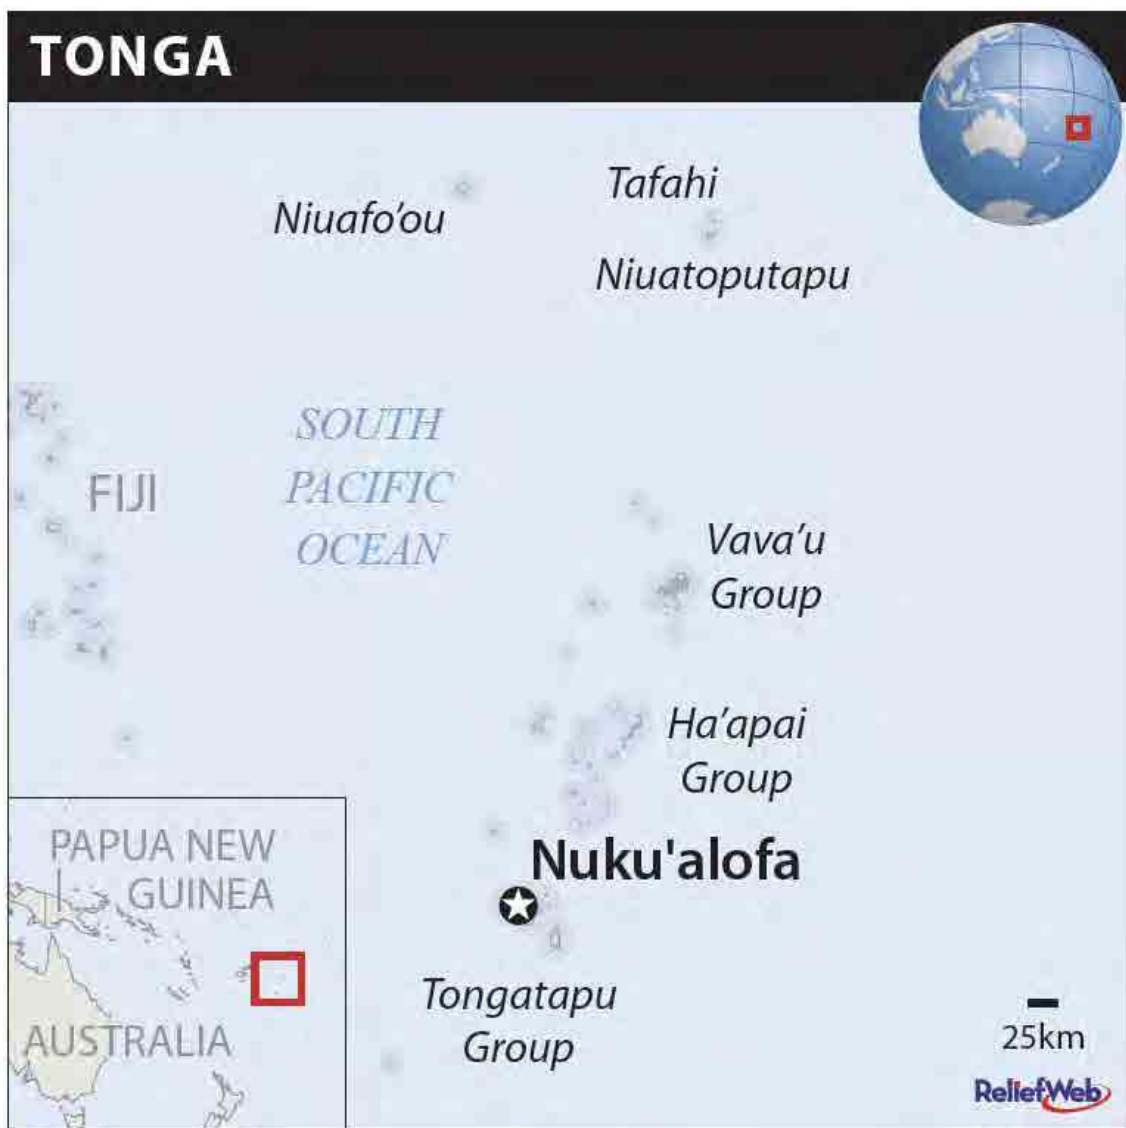 TONGA
Tafahi
Niuafo’ou
Niuatoputapu
SOUTH
PACIFIC
OCEAN
FIJI
Vava’u
Group
Ha’apai
Group
Nuku'alofa
Tongatapu
Group
PAPUA NEW
GUINEA
AUSTRALIA
25km
ReliefWeb